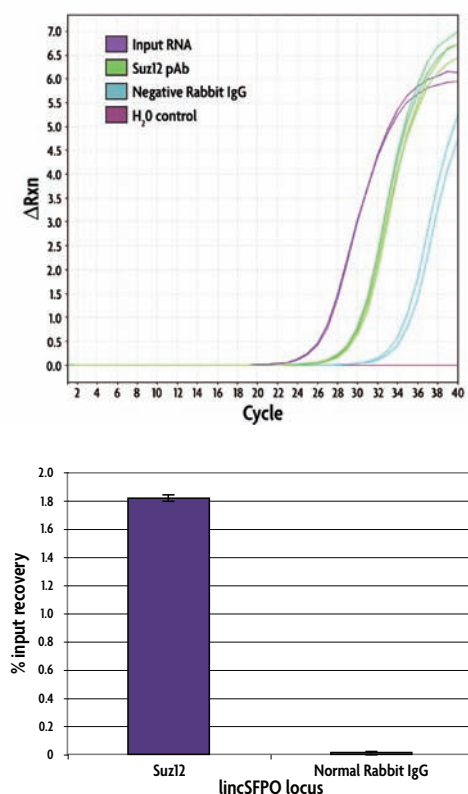 7.0
6.5
6.0
5.5
5.0
4.5
4.0
3.5
3.0
2.5
2.0
1.5
1.0
0.5
0.0
ΔRxn
Input RNA
Suz12 pAb
Negative Rabbit IgG
H₂0 control
2 4 6 8 10 12 14 16 18 20 22 24 26 28 30 32 34 36 38 40
Cycle
2.0
1.8
1.6
1.4
1.2
1.0
0.8
0.6
0.4
0.2
0
% input recovery
Suz12 Normal Rabbit IgG
lincSFPO locus